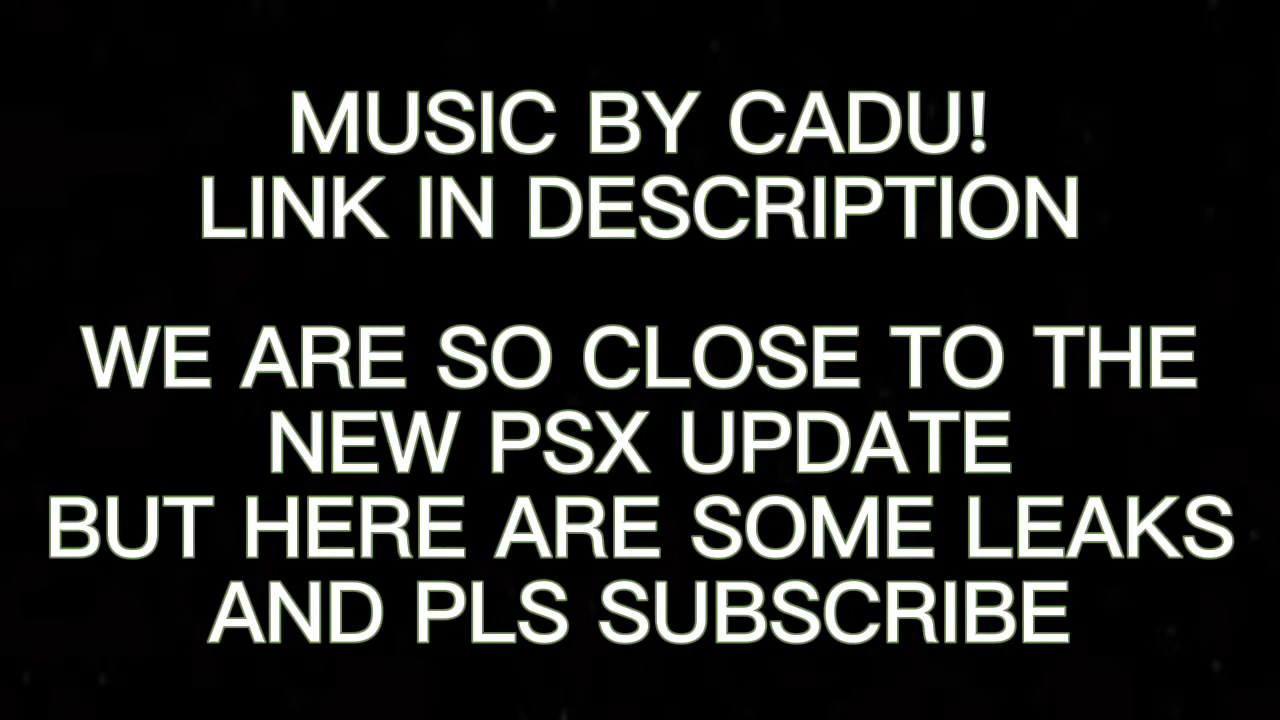 MUSIC BY CADU!
LINK IN DESCRIPTION
WE ARE SO CLOSE TO THE
NEW PSX UPDATE
BUT HERE ARE SOME LEAKS
AND PLS SUBSCRIBE